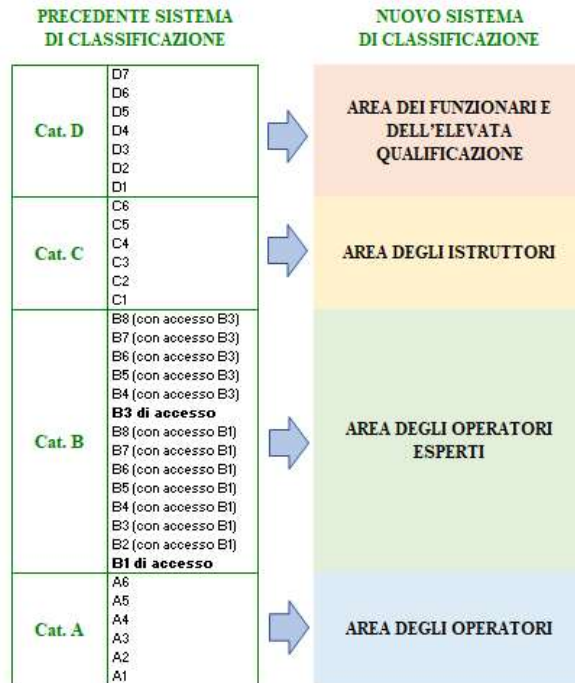 PRECEDENTE SISTEMA
DI CLASSIFICAZIONE
NUOVO SISTEMA
DI CLASSIFICAZIONE
Cat. D
D7
D6
D5
D4
D3
D2
D1
AREA DEI FUNZIONARI E
DELL'ELEVATA
QUALIFICAZIONE
Cat. C
C6
C5
C4
C3
C2
C1
AREA DEGLI ISTRUTTORI
Cat. B
B8 (con accesso B3)
B7 (con accesso B3)
B6 (con accesso B3)
B5 (con accesso B3)
B4 (con accesso B3)
B3 di accesso
B8 (con accesso B1)
B7 (con accesso B1)
B6 (con accesso B1)
B5 (con accesso B1)
B4 (con accesso B1)
B3 (con accesso B1)
B2 (con accesso B1)
B1 di accesso
AREA DEGLI OPERATORI
ESPERTI
Cat. A
A6
A5
A4
A3
A2
A1
AREA DEGLI OPERATORI